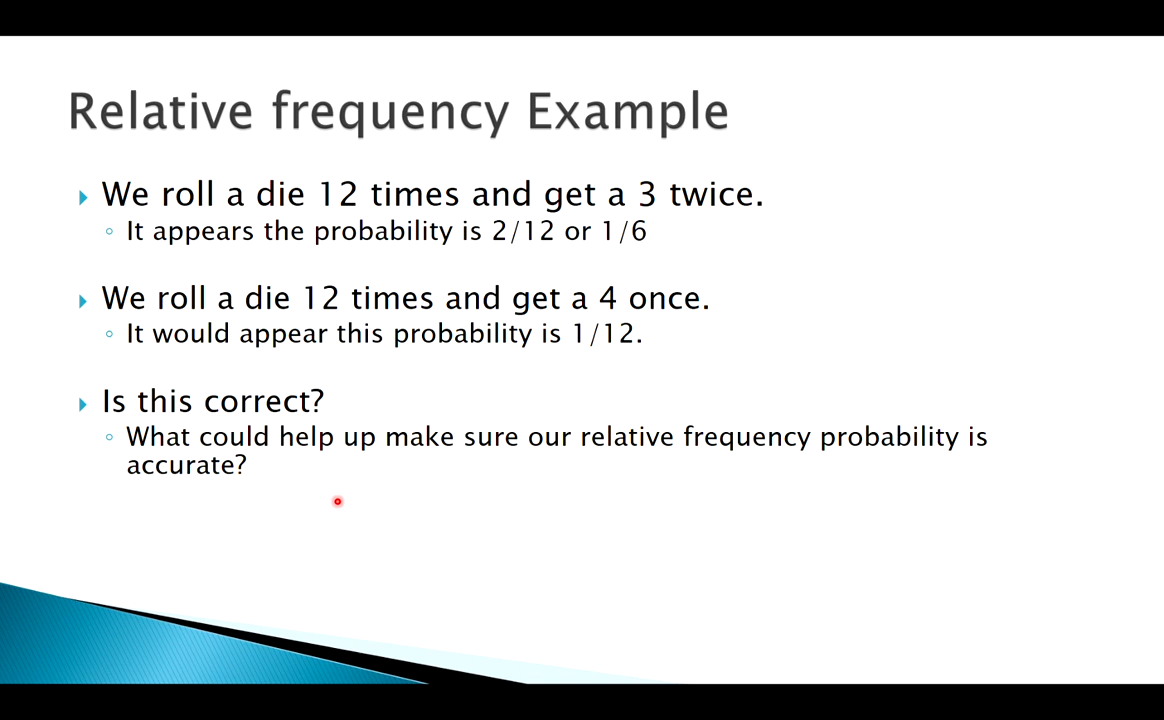 Relative frequency Example
We roll a die 12 times and get a 3 twice.
It appears the probability is 2/12 or 1/6
We roll a die 12 times and get a 4 once.
It would appear this probability is 1/12.
Is this correct?
What could help up make sure our relative frequency probability is
accurate?